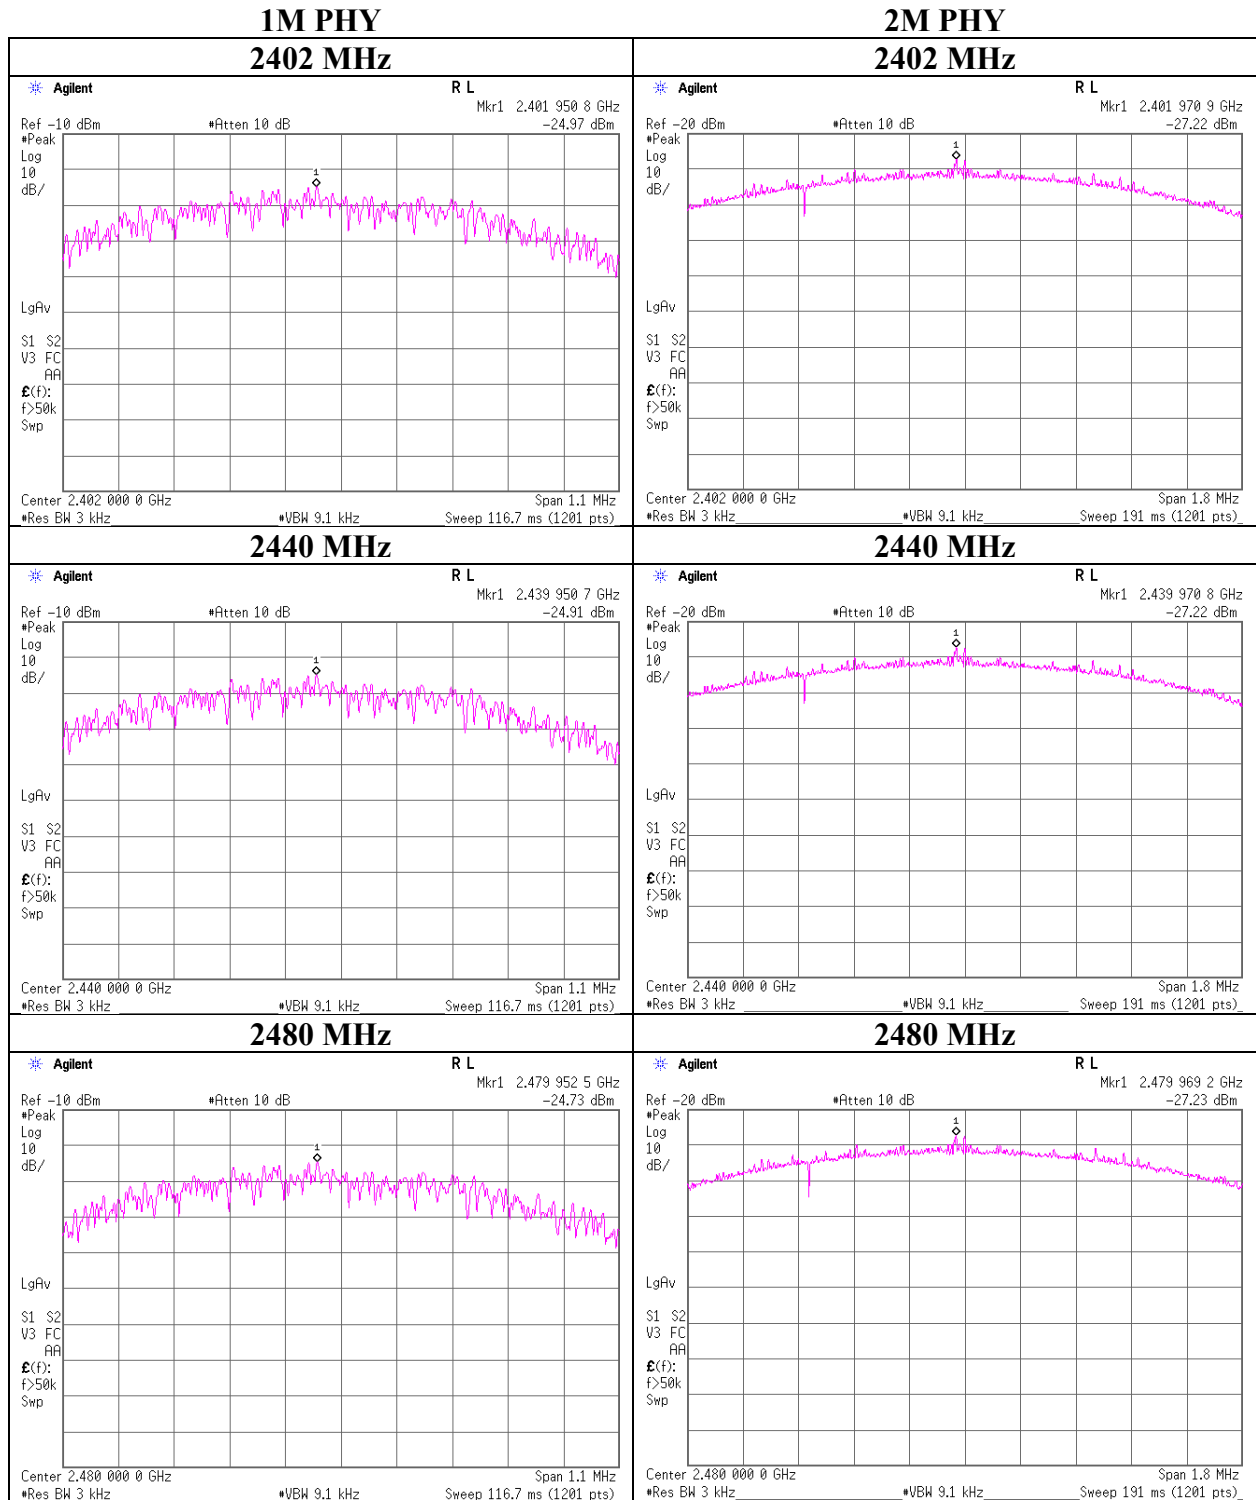 1M PHY 2M PHY
2402 MHz 2402 MHz
Agilent R L
Mkr1 2.401 950 8 GHz
Ref -10 dBm #Atten 10 dB -24.97 dBm
#Peak
Log
10
dB/
1
LgAv
S1 S2
V3 FC
AA
£(f):
f>50k
Swp
Center 2.402 000 0 GHz Span 1.1 MHz
#Res BW 3 kHz #VBW 9.1 kHz Sweep 116.7 ms (1201 pts)
Agilent R L
Mkr1 2.401 970 9 GHz
Ref -20 dBm #Atten 10 dB -27.22 dBm
#Peak
Log
10
dB/
1
LgAv
S1 S2
V3 FC
AA
£(f):
f>50k
Swp
Center 2.402 000 0 GHz Span 1.8 MHz
#Res BW 3 kHz #VBW 9.1 kHz Sweep 191 ms (1201 pts)
2440 MHz 2440 MHz
Agilent R L
Mkr1 2.439 950 7 GHz
Ref -10 dBm #Atten 10 dB -24.91 dBm
#Peak
Log
10
dB/
1
LgAv
S1 S2
V3 FC
AA
£(f):
f>50k
Swp
Center 2.440 000 0 GHz Span 1.1 MHz
#Res BW 3 kHz #VBW 9.1 kHz Sweep 116.7 ms (1201 pts)
Agilent R L
Mkr1 2.439 970 8 GHz
Ref -20 dBm #Atten 10 dB -27.22 dBm
#Peak
Log
10
dB/
1
LgAv
S1 S2
V3 FC
AA
£(f):
f>50k
Swp
Center 2.440 000 0 GHz Span 1.8 MHz
#Res BW 3 kHz #VBW 9.1 kHz Sweep 191 ms (1201 pts)
2480 MHz 2480 MHz
Agilent R L
Mkr1 2.479 952 5 GHz
Ref -10 dBm #Atten 10 dB -24.73 dBm
#Peak
Log
10
dB/
1
LgAv
S1 S2
V3 FC
AA
£(f):
f>50k
Swp
Center 2.480 000 0 GHz Span 1.1 MHz
#Res BW 3 kHz #VBW 9.1 kHz Sweep 116.7 ms (1201 pts)
Agilent R L
Mkr1 2.479 969 2 GHz
Ref -20 dBm #Atten 10 dB -27.23 dBm
#Peak
Log
10
dB/
1
LgAv
S1 S2
V3 FC
AA
£(f):
f>50k
Swp
Center 2.480 000 0 GHz Span 1.8 MHz
#Res BW 3 kHz #VBW 9.1 kHz Sweep 191 ms (1201 pts)